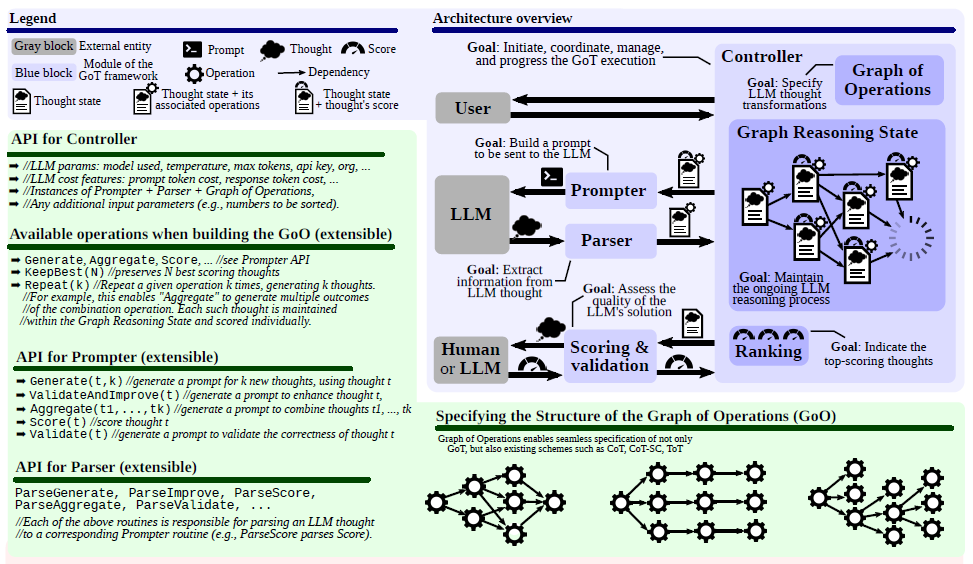 Legend
Gray block External entity
Prompt
Thought
Score
Blue block Module of the
GoT framework
Operation
Dependency
Thought state
Thought state + its
associated operations
Thought state
+ thought's score
API for Controller
//LLM params: model used, temperature, max tokens, api key, org, ...
//LLM cost features: prompt token cost, response token cost, ...
//Instances of Prompter + Parser + Graph of Operations,
//Any additional input parameters (e.g., numbers to be sorted).
Available operations when building the GoO (extensible)
Generate, Aggregate, Score, ... //see Prompter API
KeepBest(N) //preserves N best scoring thoughts
Repeat(k) //Repeat a given operation k times, generating k thoughts.
//For example, this enables "Aggregate" to generate multiple outcomes
//of the combination operation. Each such thought is maintained
//within the Graph Reasoning State and scored individually.
API for Prompter (extensible)
Generate(t,k) //generate a prompt for k new thoughts, using thought t
ValidateAndImprove(t) //generate a prompt to enhance thought t,
Aggregate(t1,...,tk) //generate a prompt to combine thoughts t1, ..., tk
Score(t) //score thought t
Validate(t) //generate a prompt to validate the correctness of thought t
API for Parser (extensible)
ParseGenerate, ParseImprove, ParseScore,
ParseAggregate, ParseValidate, ...
//Each of the above routines is responsible for parsing an LLM thought
//to a corresponding Prompter routine (e.g., ParseScore parses Score).
Architecture overview
Goal: Initiate, coordinate, manage,
and progress the GoT execution
Controller
Goal: Specify
LLM thought
transformations
Graph of
Operations
User
Goal: Build a prompt
to be sent to the LLM
Graph Reasoning State
LLM
Prompter
Parser
Goal: Extract
information from
LLM thought
Goal: Maintain
the ongoing LLM
reasoning process
Goal: Assess the
quality of the
LLM's solution
Human
or LLM
Scoring &
validation
Ranking
Goal: Indicate the
top-scoring thoughts
Specifying the Structure of the Graph of Operations (GoO)
Graph of Operations enables seamless specification of not only
GoT, but also existing schemes such as CoT, CoT-SC, ToT